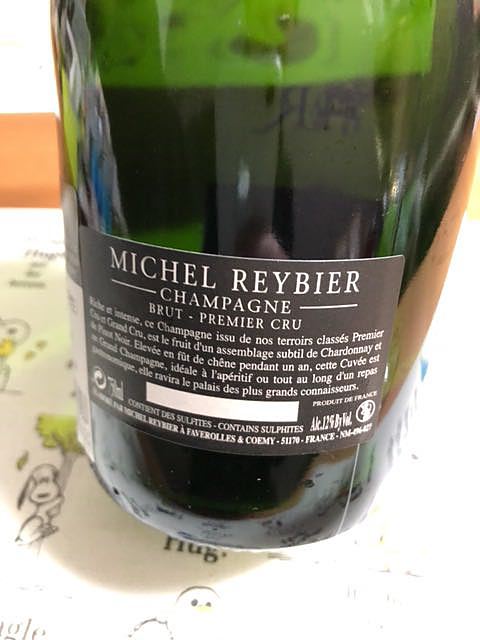 MICHEL REYBIER
CHAMPAGNE
BRUT - PREMIER CRU
Riche et intense, ce Champagne issu de nos terroirs classés Premier
Cru et Grand Cru, est le fruit d'un assemblage subtil de Chardonnay et
de Pinot Noir. Elevée en fût de chêne pendant un an, cette Cuvée est
un Grand Champagne, idéale à l'apéritif ou tout au long d'un repas
gastronomique, elle ravira le palais des plus grands connaisseurs.
PRODUIT DE FRANCE
CONTIENT DES SULFITES - CONTAINS SULPHITES Alc.12% By Vol.
PAR MICHEL REYBIER À FAVEROLLES & COEMY - 51170 - FRANCE -
Hug!